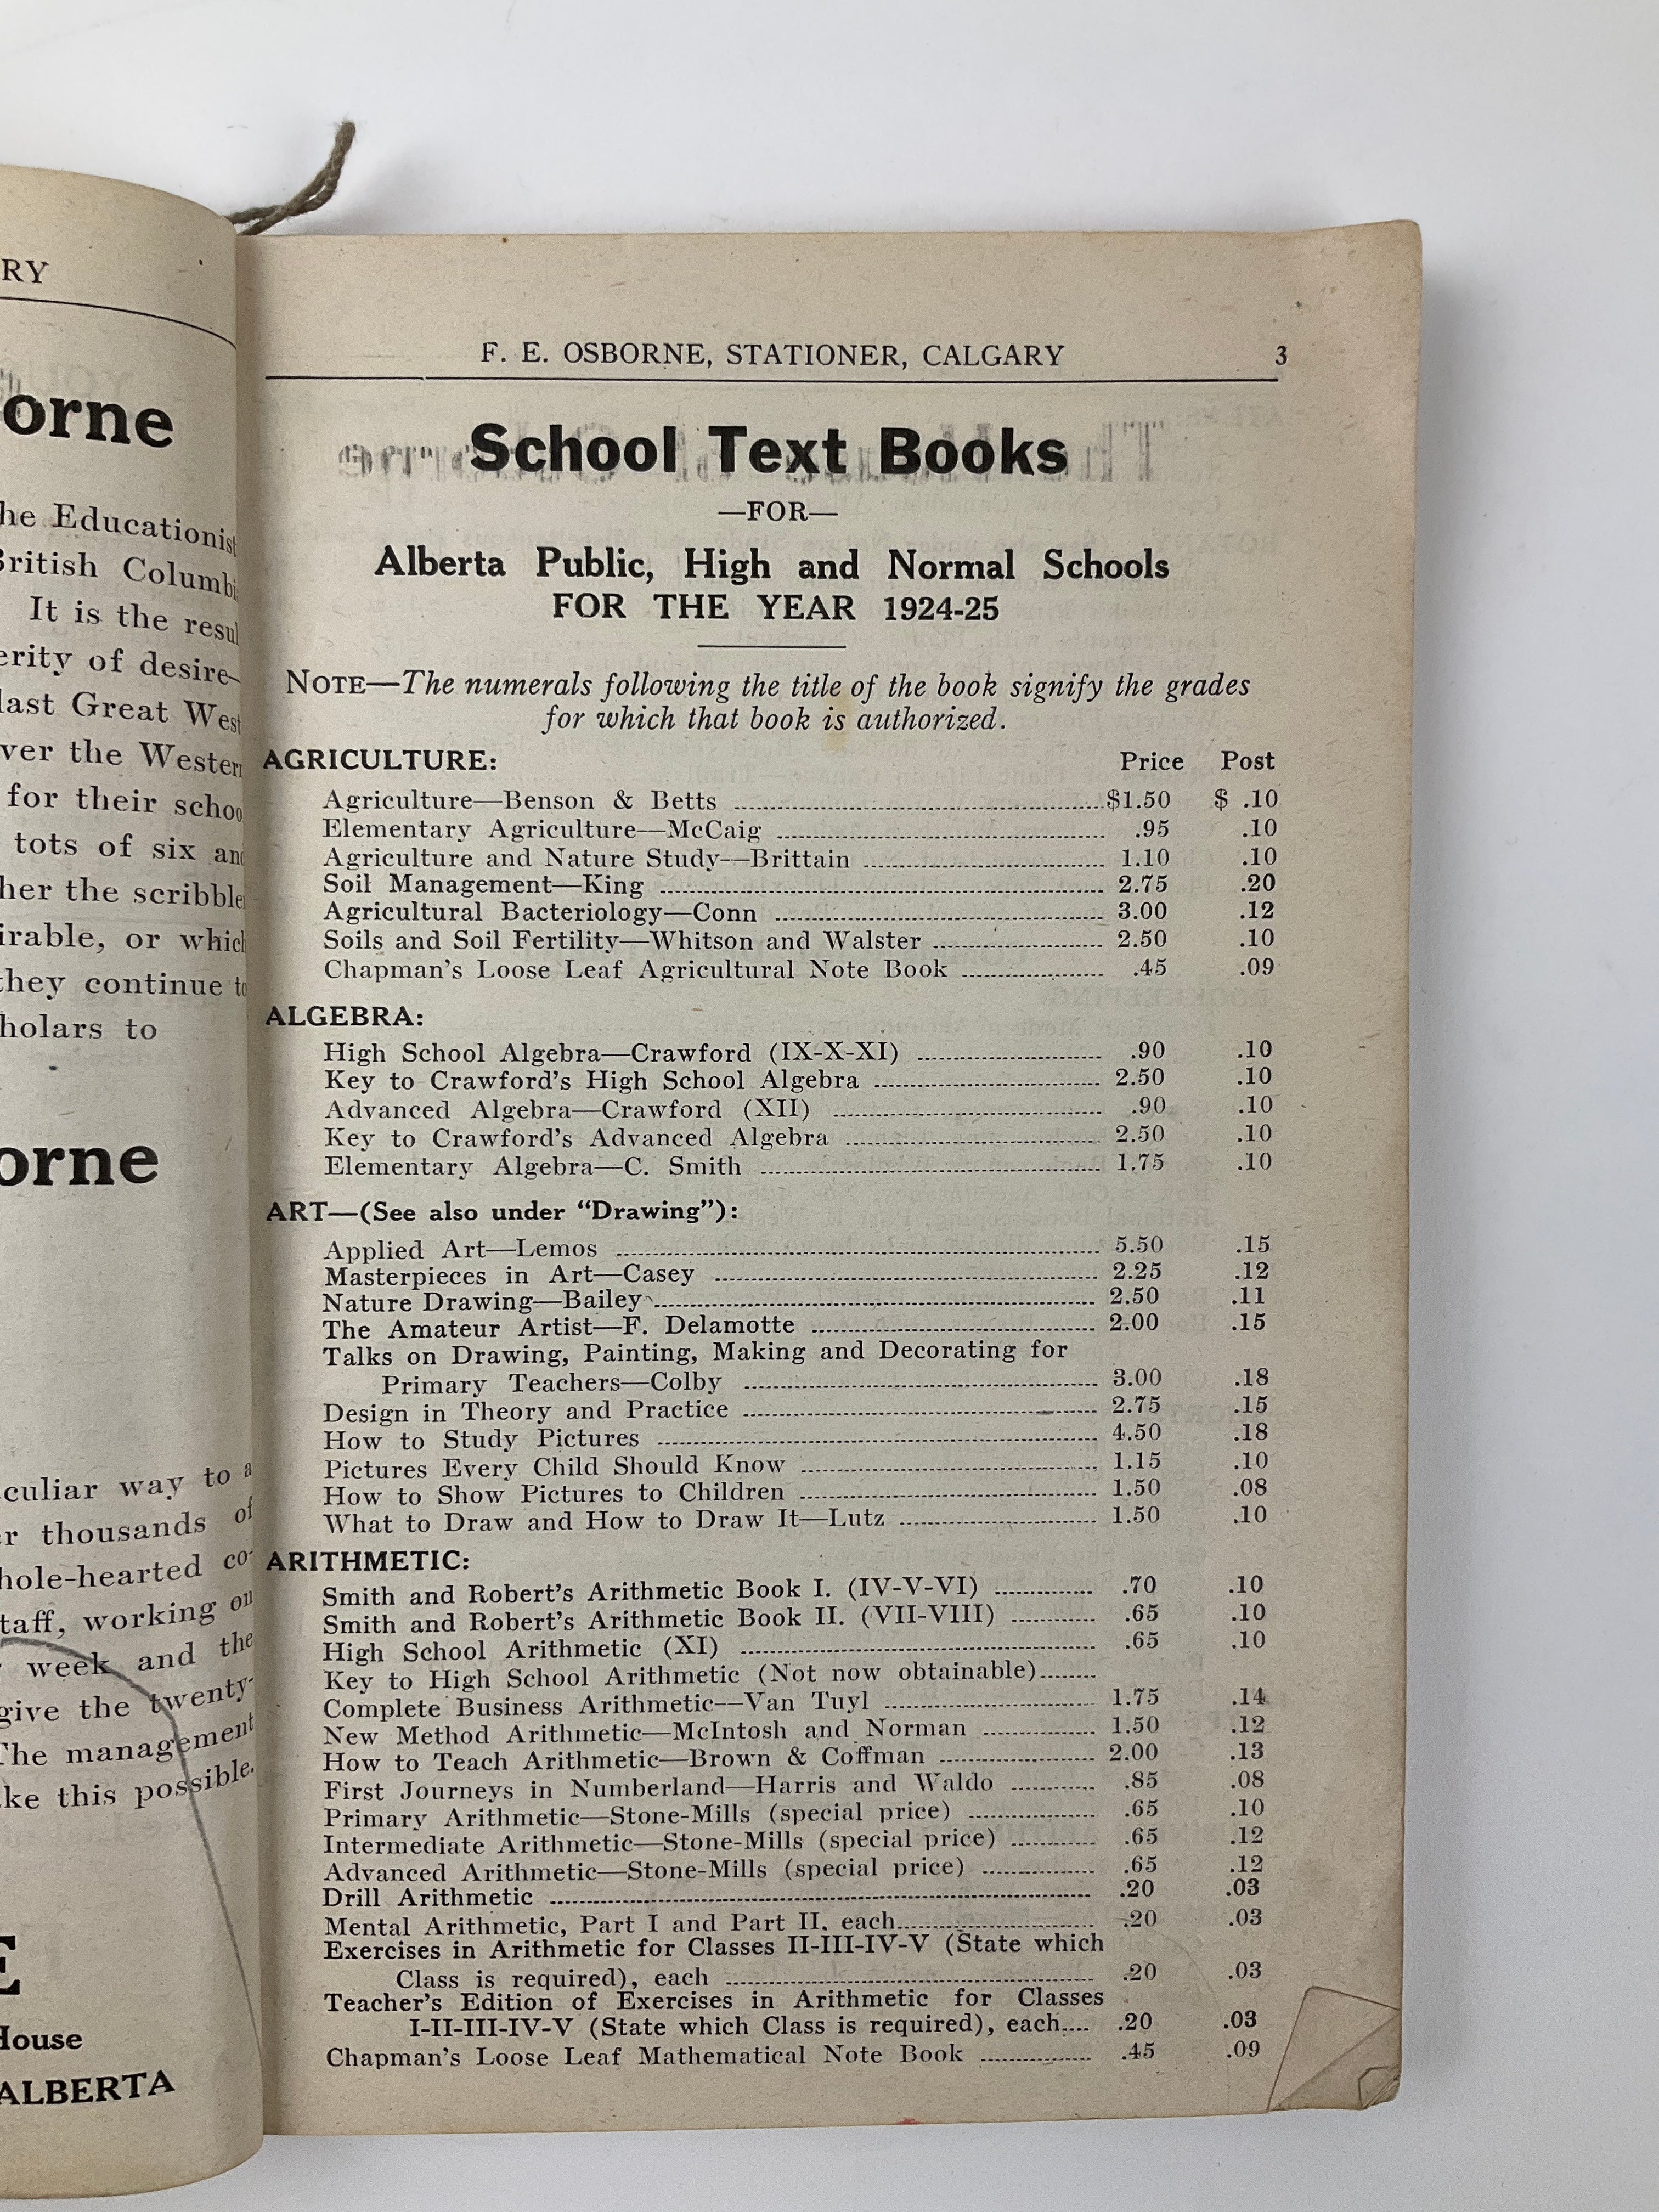 RY
orne
he Educationist
British Columbi
It is the resul
erity of desire-
last Great West
ver the Western
for their schoo
tots of six and
her the scribble
irable, or which
they continue to
holars to
orne
culiar way to a
r thousands of
hole-hearted co-
taff, working on
week and the
give the twenty-
The management
ke this possible.
E
House
ALBERTA
F. E. OSBORNE, STATIONER, CALGARY 3
School Text Books
—FOR—
Alberta Public, High and Normal Schools
FOR THE YEAR 1924-25
NOTE—The numerals following the title of the book signify the grades
for which that book is authorized.
AGRICULTURE: Price Post
Agriculture—Benson & Betts $1.50 $ .10
Elementary Agriculture—McCaig .95 .10
Agriculture and Nature Study—Brittain 1.10 .10
Soil Management—King 2.75 .20
Agricultural Bacteriology—Conn 3.00 .12
Soils and Soil Fertility—Whitson and Walster 2.50 .10
Chapman's Loose Leaf Agricultural Note Book .45 .09
ALGEBRA:
High School Algebra—Crawford (IX-X-XI) .90 .10
Key to Crawford's High School Algebra 2.50 .10
Advanced Algebra—Crawford (XII) .90 .10
Key to Crawford's Advanced Algebra 2.50 .10
Elementary Algebra—C. Smith 1.75 .10
ART—(See also under "Drawing"):
Applied Art—Lemos 5.50 .15
Masterpieces in Art—Casey 2.25 .12
Nature Drawing—Bailey 2.50 .11
The Amateur Artist—F. Delamotte 2.00 .15
Talks on Drawing, Painting, Making and Decorating for
Primary Teachers—Colby 3.00 .18
Design in Theory and Practice 2.75 .15
How to Study Pictures 4.50 .18
Pictures Every Child Should Know 1.15 .10
How to Show Pictures to Children 1.50 .08
What to Draw and How to Draw It—Lutz 1.50 .10
ARITHMETIC:
Smith and Robert's Arithmetic Book I. (IV-V-VI) .70 .10
Smith and Robert's Arithmetic Book II. (VII-VIII) .65 .10
High School Arithmetic (XI) .65 .10
Key to High School Arithmetic (Not now obtainable)
Complete Business Arithmetic—Van Tuyl 1.75 .14
New Method Arithmetic—McIntosh and Norman 1.50 .12
How to Teach Arithmetic—Brown & Coffman 2.00 .13
First Journeys in Numberland—Harris and Waldo .85 .08
Primary Arithmetic—Stone-Mills (special price) .65 .10
Intermediate Arithmetic—Stone-Mills (special price) .65 .12
Advanced Arithmetic—Stone-Mills (special price) .65 .12
Drill Arithmetic .20 .03
Mental Arithmetic, Part I and Part II, each .20 .03
Exercises in Arithmetic for Classes II-III-IV-V (State which
Class is required), each .20 .03
Teacher's Edition of Exercises in Arithmetic for Classes
I-II-III-IV-V (State which Class is required), each .20 .03
Chapman's Loose Leaf Mathematical Note Book .45 .09